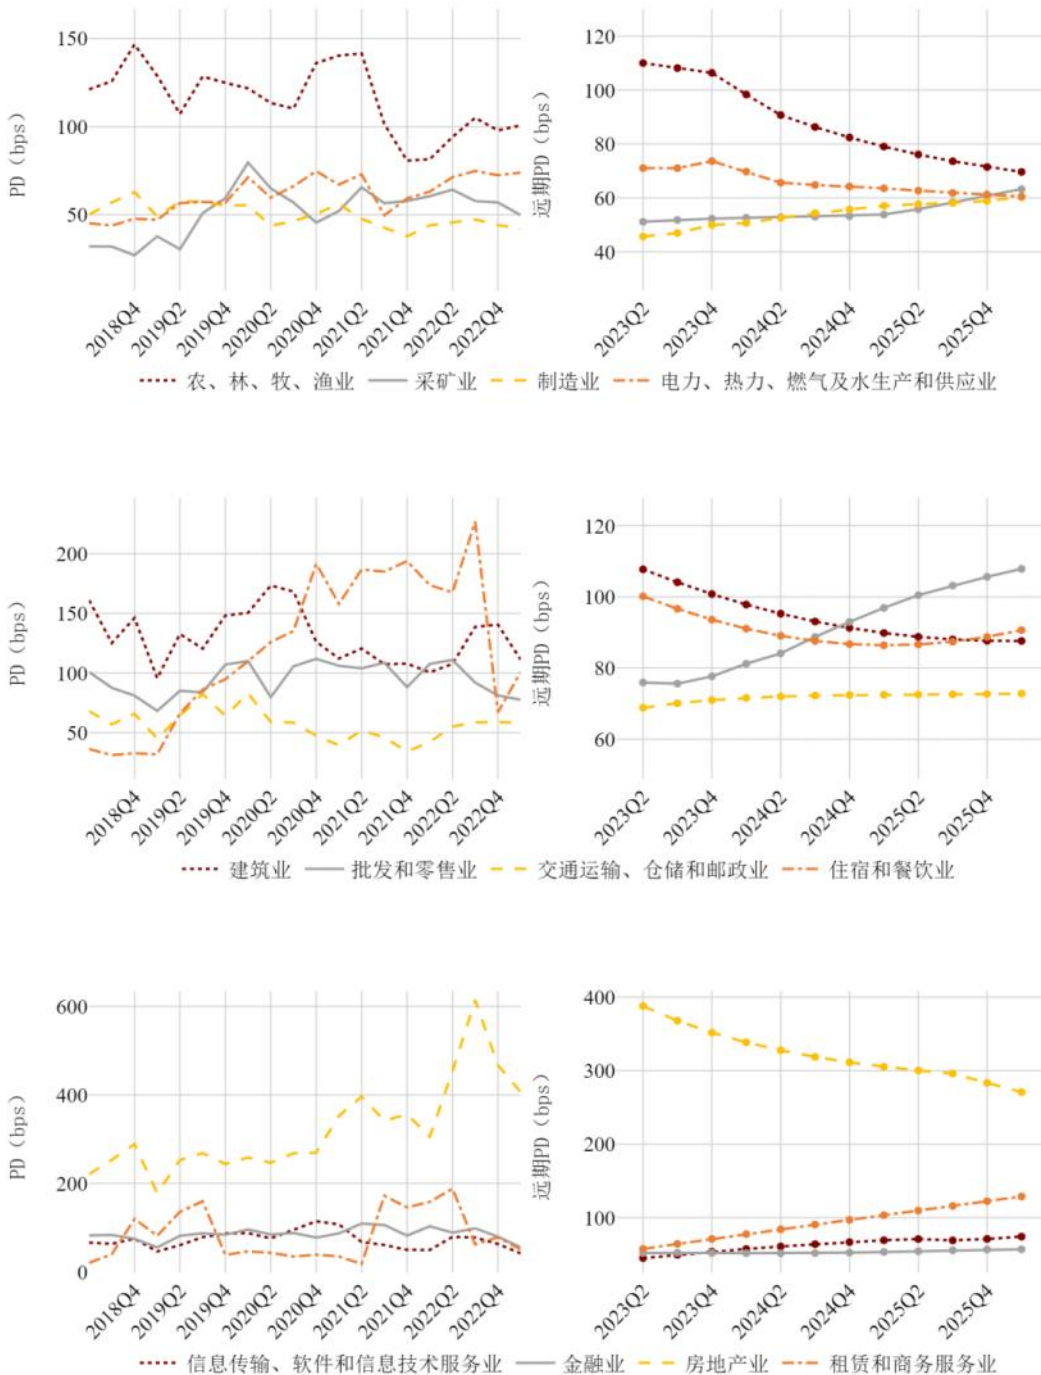 PD（bps）
150
100
50
2018Q4 2019Q2 2019Q4 2020Q2 2020Q4 2021Q2 2021Q4 2022Q2 2022Q4
远期PD（bps）
120
100
80
60
40
2023Q2 2023Q4 2024Q2 2024Q4 2025Q2 2025Q4
农、林、牧、渔业 采矿业 制造业 电力、热力、燃气及水生产和供应业
PD（bps）
200
150
100
50
2018Q4 2019Q2 2019Q4 2020Q2 2020Q4 2021Q2 2021Q4 2022Q2 2022Q4
远期PD（bps）
120
100
80
60
2023Q2 2023Q4 2024Q2 2024Q4 2025Q2 2025Q4
建筑业 批发和零售业 交通运输、仓储和邮政业 住宿和餐饮业
PD（bps）
600
400
200
0
2018Q4 2019Q2 2019Q4 2020Q2 2020Q4 2021Q2 2021Q4 2022Q2 2022Q4
远期PD（bps）
400
300
200
100
2023Q2 2023Q4 2024Q2 2024Q4 2025Q2 2025Q4
信息传输、软件和信息技术服务业 金融业 房地产业 租赁和商务服务业